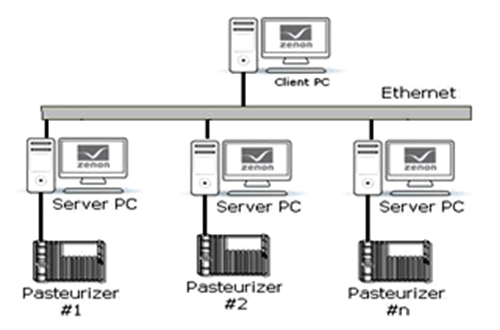 zenon
Client PC
Ethernet
zenon
zenon
zenon
Server PC
Server PC
Server PC
Pasteurizer
#1
Pasteurizer
#2
Pasteurizer
#n